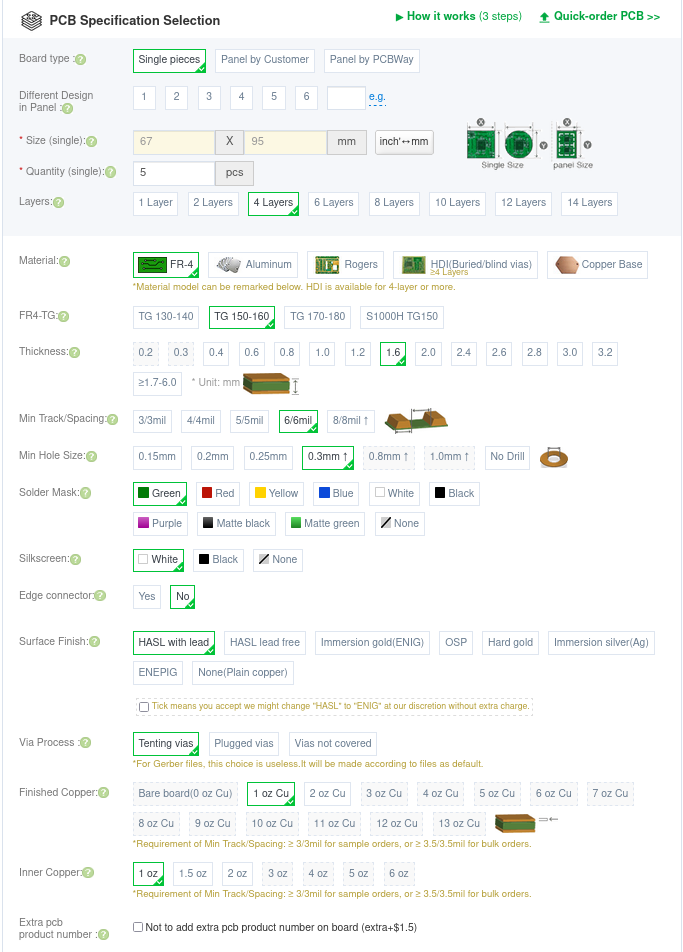 PCB Specification Selection
How it works (3 steps)
Quick-order PCB >>
Board type :?
Single pieces
Panel by Customer
Panel by PCBWay
Different Design
in Panel :?
1 2 3 4 5 6 e.g.
* Size (single):?
67 X 95 mm inch'↔mm
X X
Y Y
Single Size panel Size
* Quantity (single):?
5 pcs
Layers:?
1 Layer 2 Layers 4 Layers 6 Layers 8 Layers 10 Layers 12 Layers 14 Layers
Material:?
FR-4 Aluminum Rogers HDI(Buried/blind vias) Copper Base
≥4 Layers
*Material model can be remarked below. HDI is available for 4-layer or more.
FR4-TG:?
TG 130-140 TG 150-160 TG 170-180 S1000H TG150
Thickness:?
0.2 0.3 0.4 0.6 0.8 1.0 1.2 1.6 2.0 2.4 2.6 2.8 3.0 3.2
≥1.7-6.0 * Unit: mm
Min Track/Spacing:?
3/3mil 4/4mil 5/5mil 6/6mil 8/8mil ↑
Min Hole Size:?
0.15mm 0.2mm 0.25mm 0.3mm ↑ 0.8mm ↑ 1.0mm ↑ No Drill
Solder Mask:?
Green Red Yellow Blue White Black
Purple Matte black Matte green None
Silkscreen:?
White Black None
Edge connector:?
Yes No
Surface Finish:?
HASL with lead HASL lead free Immersion gold(ENIG) OSP Hard gold Immersion silver(Ag)
ENEPIG None(Plain copper)
Tick means you accept we might change "HASL" to "ENIG" at our discretion without extra charge.
Via Process :?
Tenting vias Plugged vias Vias not covered
*For Gerber files, this choice is useless.It will be made according to files as default.
Finished Copper:?
Bare board(0 oz Cu) 1 oz Cu 2 oz Cu 3 oz Cu 4 oz Cu 5 oz Cu 6 oz Cu 7 oz Cu
8 oz Cu 9 oz Cu 10 oz Cu 11 oz Cu 12 oz Cu 13 oz Cu
*Requirement of Min Track/Spacing: ≥ 3/3mil for sample orders, or ≥ 3.5/3.5mil for bulk orders.
Inner Copper:?
1 oz 1.5 oz 2 oz 3 oz 4 oz 5 oz 6 oz
*Requirement of Min Track/Spacing: ≥ 3/3mil for sample orders, or ≥ 3.5/3.5mil for bulk orders.
Extra pcb
product number :?
Not to add extra pcb product number on board (extra+$1.5)